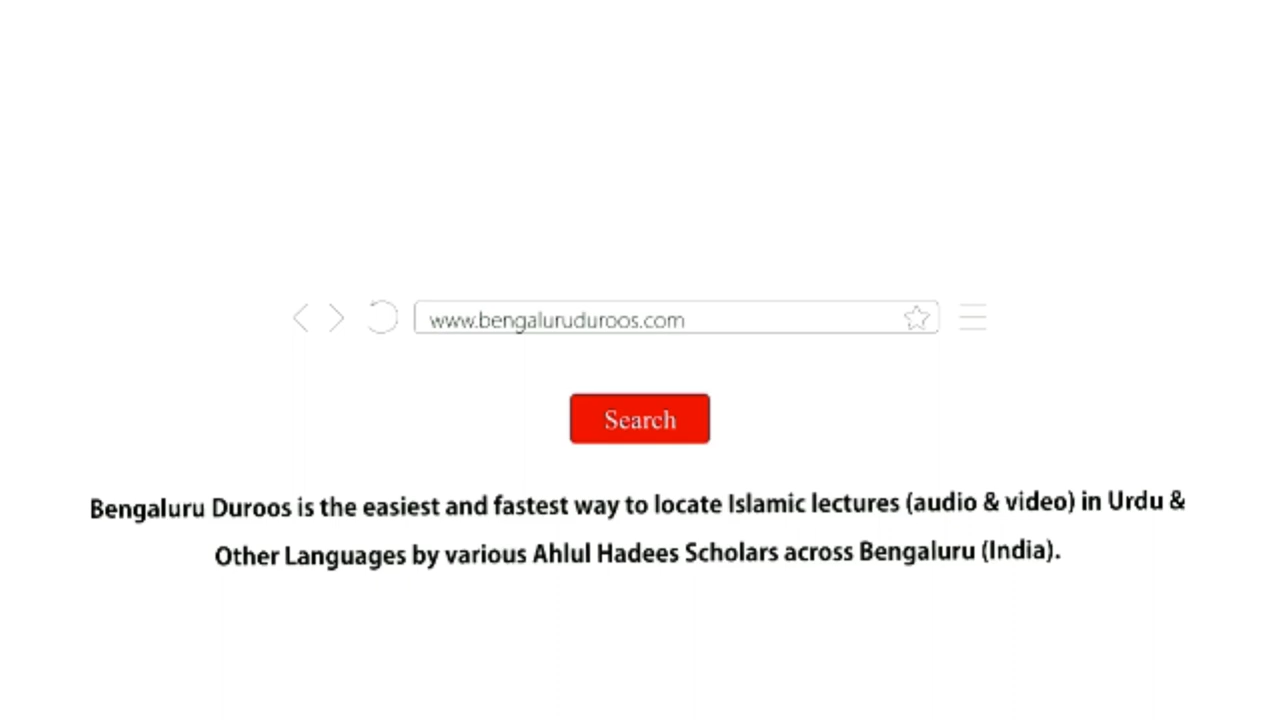 www.bengaluruduroos.com
Search
Bengaluru Duroos is the easiest and fastest way to locate Islamic lectures (audio & video) in Urdu &
Other Languages by various Ahlul Hadees Scholars across Bengaluru (India).